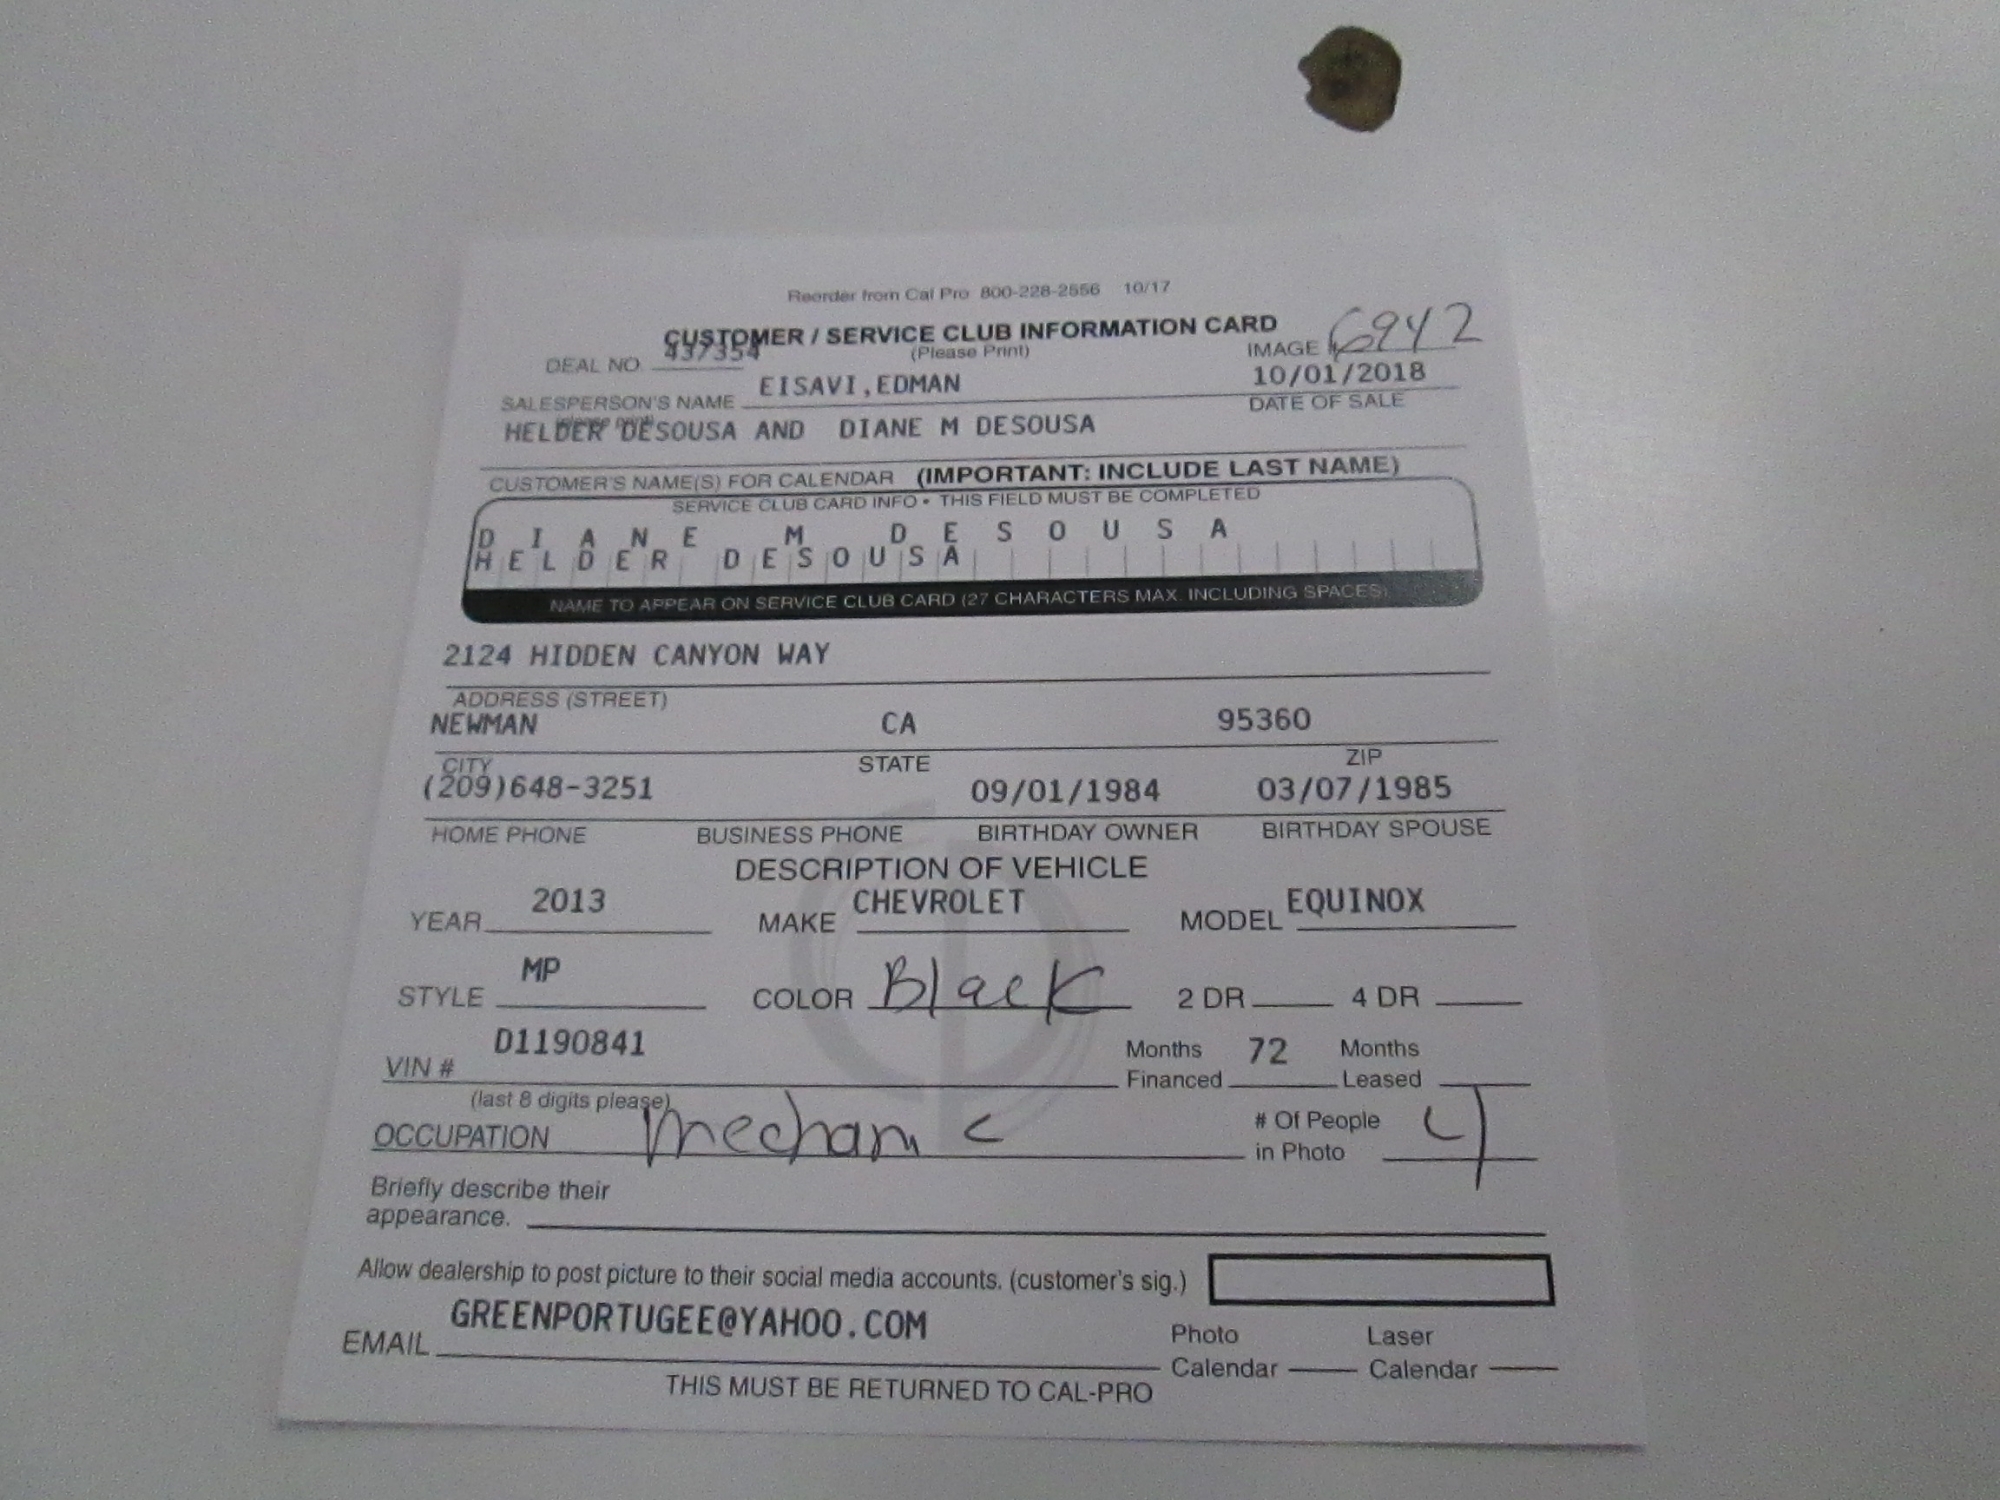 Reorder from Cal Pro 800-228-2556 10/17
CUSTOMER / SERVICE CLUB INFORMATION CARD
(Please Print)
DEAL NO. 437354
IMAGE # 6942
SALESPERSON'S NAME EISAVI,EDMAN
(please print)
10/01/2018
DATE OF SALE
HELDER DESOUSA AND DIANE M DESOUSA
CUSTOMER'S NAME(S) FOR CALENDAR (IMPORTANT: INCLUDE LAST NAME)
SERVICE CLUB CARD INFO • THIS FIELD MUST BE COMPLETED
DIANE M DESOUSA
HELDER DESOUSA
NAME TO APPEAR ON SERVICE CLUB CARD (27 CHARACTERS MAX. INCLUDING SPACES)
2124 HIDDEN CANYON WAY
ADDRESS (STREET)
NEWMAN CA 95360
CITY STATE ZIP
(209)648-3251 09/01/1984 03/07/1985
HOME PHONE BUSINESS PHONE BIRTHDAY OWNER BIRTHDAY SPOUSE
DESCRIPTION OF VEHICLE
YEAR 2013 MAKE CHEVROLET MODEL EQUINOX
STYLE MP COLOR Black 2 DR 4 DR
VIN # D1190841
(last 8 digits please)
Months Financed 72 Months Leased
OCCUPATION Mechanic
# Of People in Photo 4
Briefly describe their
appearance.
Allow dealership to post picture to their social media accounts. (customer's sig.)
EMAIL GREENPORTUGEE@YAHOO.COM
Photo Calendar Laser Calendar
THIS MUST BE RETURNED TO CAL-PRO